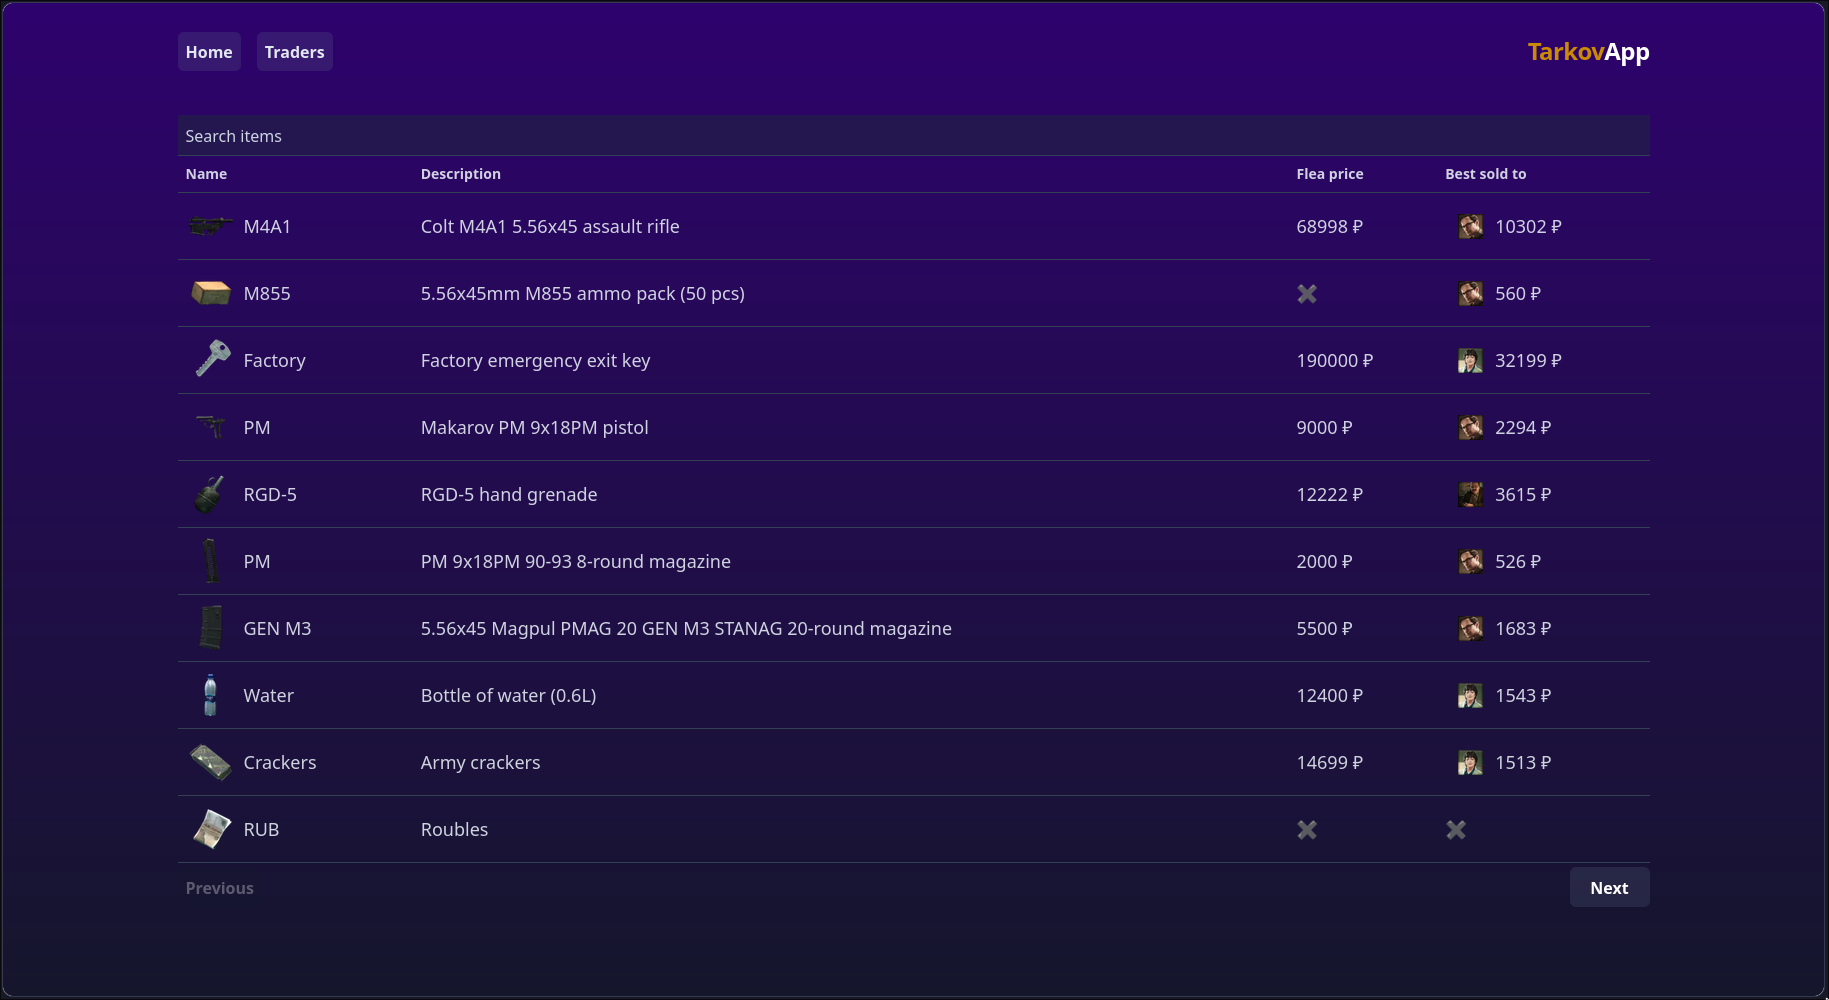 Home Traders TarkovApp
Search items
Name Description Flea price Best sold to
M4A1 Colt M4A1 5.56x45 assault rifle 68998 ₽ 10302 ₽
M855 5.56x45mm M855 ammo pack (50 pcs) 560 ₽
Factory Factory emergency exit key 190000 ₽ 32199 ₽
PM Makarov PM 9x18PM pistol 9000 ₽ 2294 ₽
RGD-5 RGD-5 hand grenade 12222 ₽ 3615 ₽
PM PM 9x18PM 90-93 8-round magazine 2000 ₽ 526 ₽
GEN M3 5.56x45 Magpul PMAG 20 GEN M3 STANAG 20-round magazine 5500 ₽ 1683 ₽
Water Bottle of water (0.6L) 12400 ₽ 1543 ₽
Crackers Army crackers 14699 ₽ 1513 ₽
RUB Roubles
Previous Next